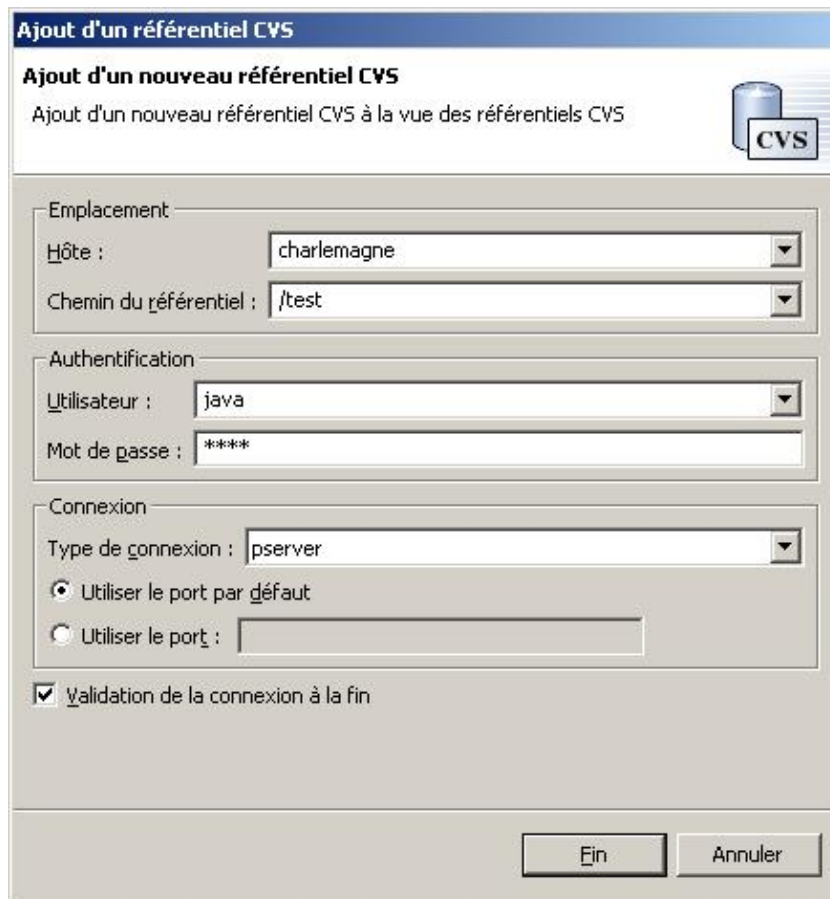 Ajout d'un référentiel CVS
Ajout d'un nouveau référentiel CVS
Ajout d'un nouveau référentiel CVS à la vue des référentiels CVS
CVS
Emplacement
Hôte : charlemagne
Chemin du référentiel : /test
Authentification
Utilisateur : java
Mot de passe : ****
Connexion
Type de connexion : pserver
Utiliser le port par défaut
Utiliser le port :
Validation de la connexion à la fin
Fin Annuler